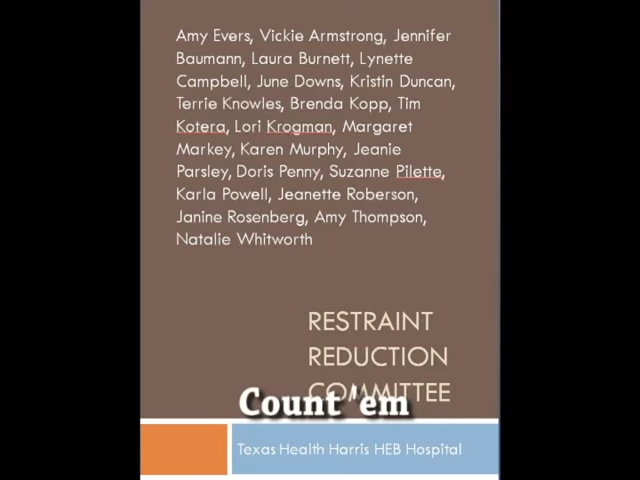 Amy Evers, Vickie Armstrong, Jennifer
Baumann, Laura Burnett, Lynette
Campbell, June Downs, Kristin Duncan,
Terrie Knowles, Brenda Kopp, Tim
Kotera, Lori Krogman, Margaret
Markey, Karen Murphy, Jeanie
Parsley, Doris Penny, Suzanne Pilette,
Karla Powell, Jeanette Roberson,
Janine Rosenberg, Amy Thompson,
Natalie Whitworth
RESTRAINT
REDUCTION
COMMITTEE
Count 'em
Texas Health Harris HEB Hospital